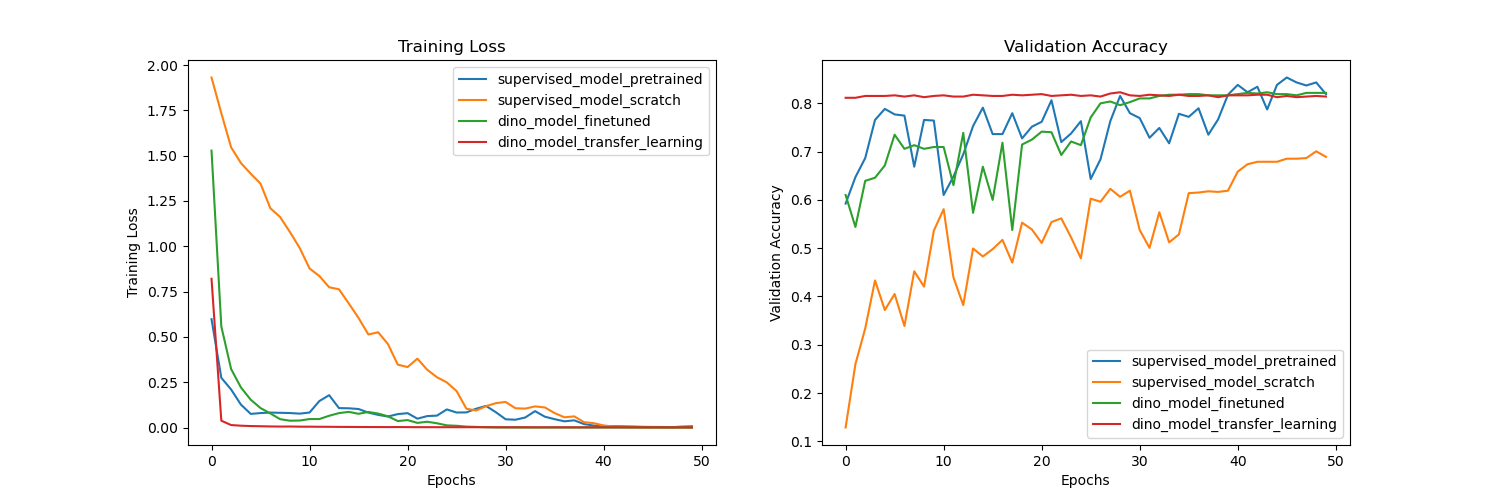 Training Loss
2.00
1.75
1.50
1.25
1.00
0.75
0.50
0.25
0.00
Training Loss
supervised_model_pretrained
supervised_model_scratch
dino_model_finetuned
dino_model_transfer_learning
0 10 20 30 40 50
Epochs
Validation Accuracy
0.8
0.7
0.6
0.5
0.4
0.3
0.2
0.1
Validation Accuracy
supervised_model_pretrained
supervised_model_scratch
dino_model_finetuned
dino_model_transfer_learning
0 10 20 30 40 50
Epochs